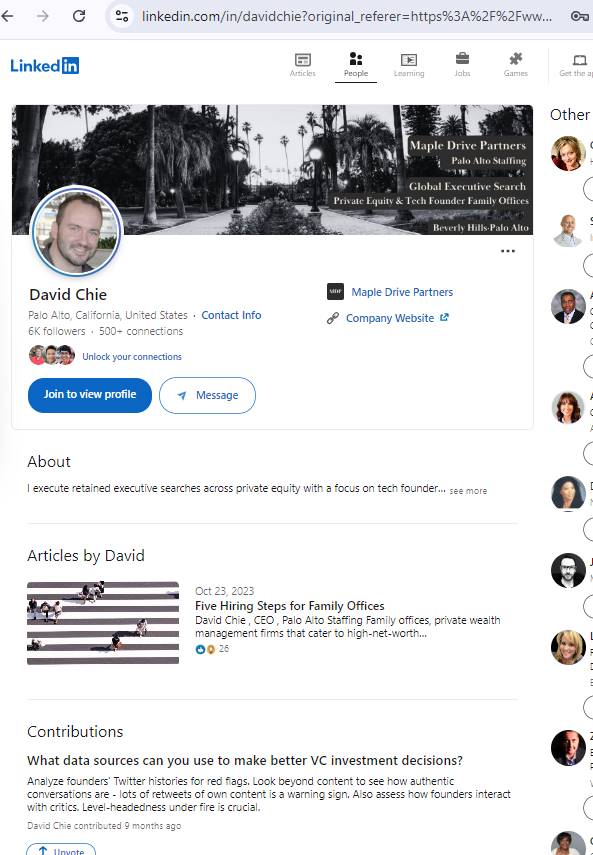 linkedin.com/in/davidchie?original_referer=https%3A%2F%2Fww...
Linked in
Articles
People
Learning
Jobs
Games
Get the a
Maple Drive Partners
Palo Alto Staffing
Global Executive Search
Private Equity & Tech Founder Family Offices
Beverly Hills-Palo Alto
Other
David Chie
Palo Alto, California, United States · Contact Info
6K followers · 500+ connections
Unlock your connections
MDP Maple Drive Partners
Company Website
Join to view profile
Message
About
I execute retained executive searches across private equity with a focus on tech founder... see more
Articles by David
Oct 23, 2023
Five Hiring Steps for Family Offices
David Chie , CEO , Palo Alto Staffing Family offices, private wealth
management firms that cater to high-net-worth...
26
Contributions
What data sources can you use to make better VC investment decisions?
Analyze founders' Twitter histories for red flags. Look beyond content to see how authentic
conversations are - lots of retweets of own content is a warning sign. Also assess how founders interact
with critics. Level-headedness under fire is crucial.
David Chie contributed 9 months ago
Upvote